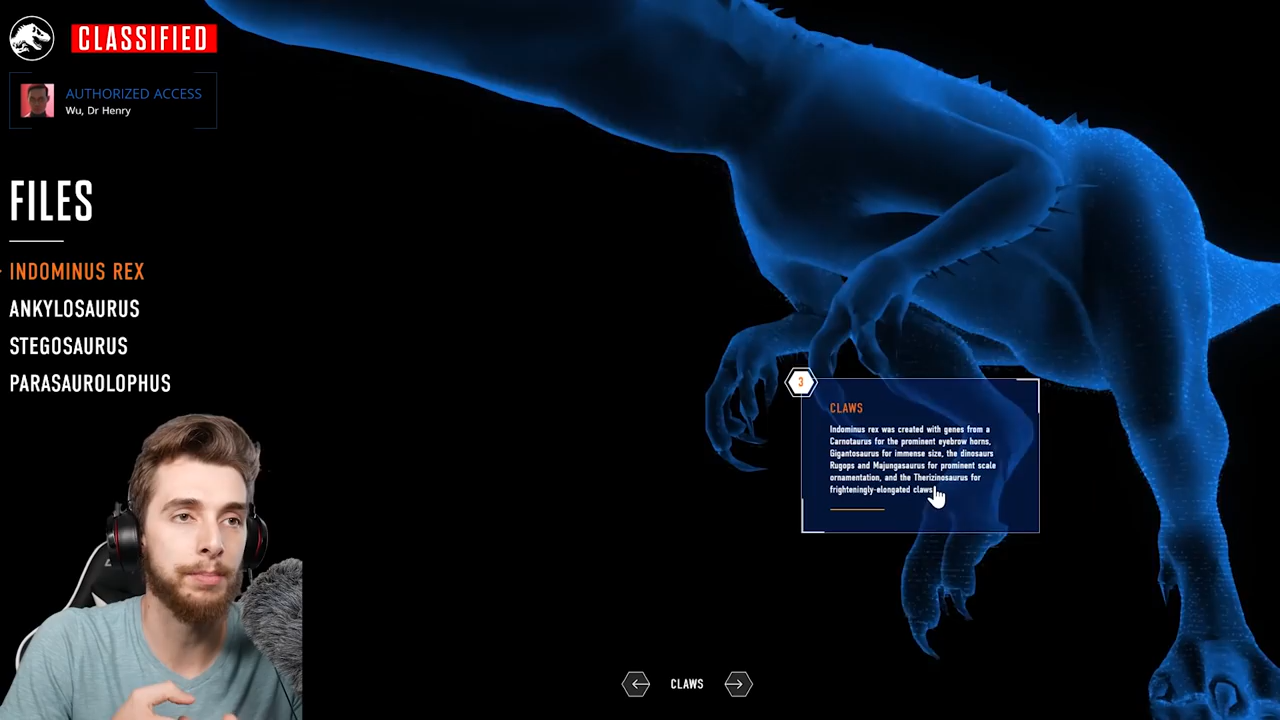 CLASSIFIED
AUTHORIZED ACCESS
Wu, Dr Henry
FILES
INDOMINUS REX
ANKYLOSAURUS
STEGOSAURUS
PARASAUROLOPHUS
3
CLAWS
Indominus rex was created with genes from a
Carnotaurus for the prominent eyebrow horns,
Gigantosaurus for immense size, the dinosaurs
Rugops and Majungasaurus for prominent scale
ornamentation, and the Therizinosaurus for
frighteningly-elongated claws
CLAWS